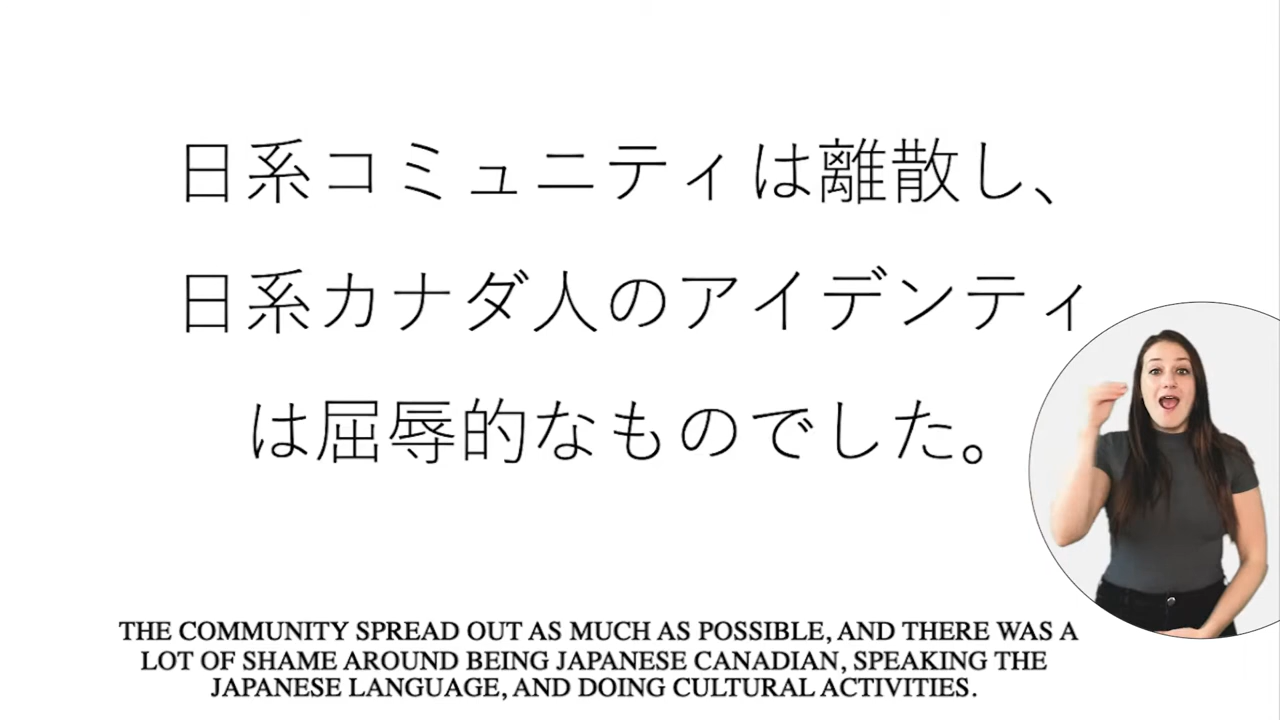 日系コミュニティは離散し、
日系カナダ人のアイデンティ
は屈辱的なものでした。
THE COMMUNITY SPREAD OUT AS MUCH AS POSSIBLE, AND THERE WAS A
LOT OF SHAME AROUND BEING JAPANESE CANADIAN, SPEAKING THE
JAPANESE LANGUAGE, AND DOING CULTURAL ACTIVITIES.